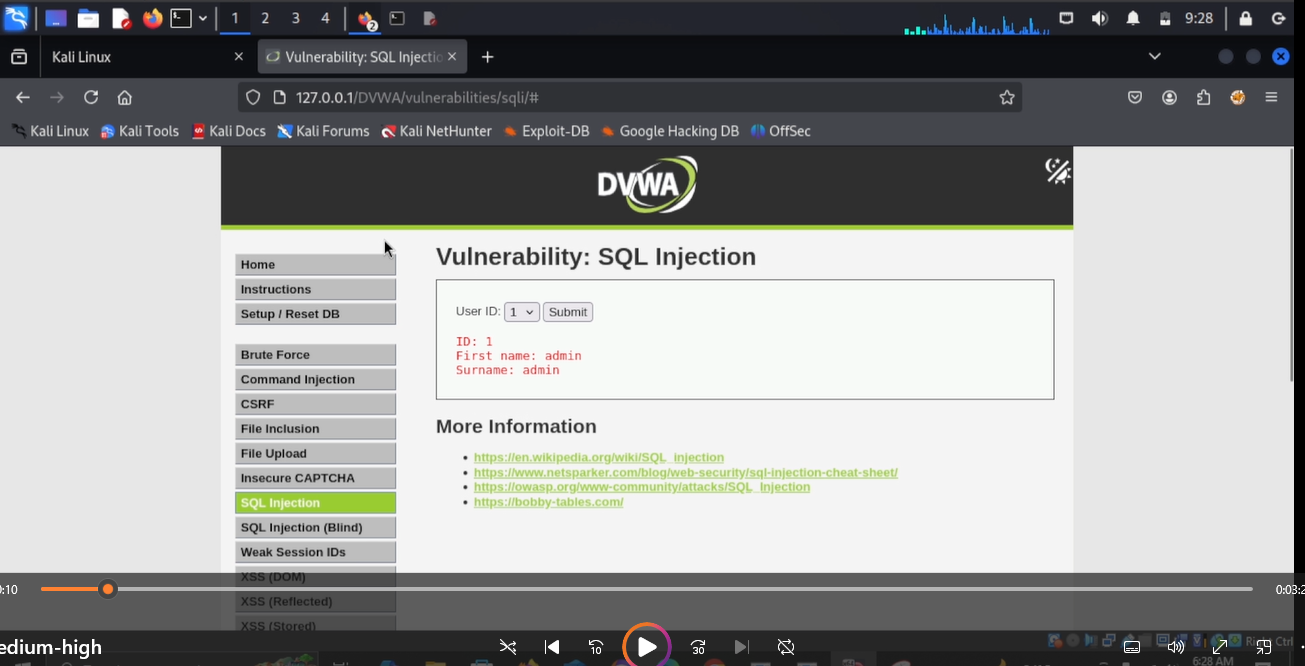 1 2 3 4 2 9:28
Kali Linux Vulnerability: SQL Injectio
127.0.0.1/DVWA/vulnerabilities/sqli/#
Kali Linux Kali Tools Kali Docs Kali Forums Kali NetHunter Exploit-DB Google Hacking DB OffSec
DVWA
Home
Instructions
Setup / Reset DB
Brute Force
Command Injection
CSRF
File Inclusion
File Upload
Insecure CAPTCHA
SQL Injection
SQL Injection (Blind)
Weak Session IDs
XSS (DOM)
XSS (Reflected)
XSS (Stored)
Vulnerability: SQL Injection
User ID: 1 Submit
ID: 1
First name: admin
Surname: admin
More Information
https://en.wikipedia.org/wiki/SQL_injection
https://www.netsparker.com/blog/web-security/sql-injection-cheat-sheet/
https://owasp.org/www-community/attacks/SQL_Injection
https://bobby-tables.com/
0:10 0:03:2
edium-high
10 30
Right Ctrl
6:28 AM